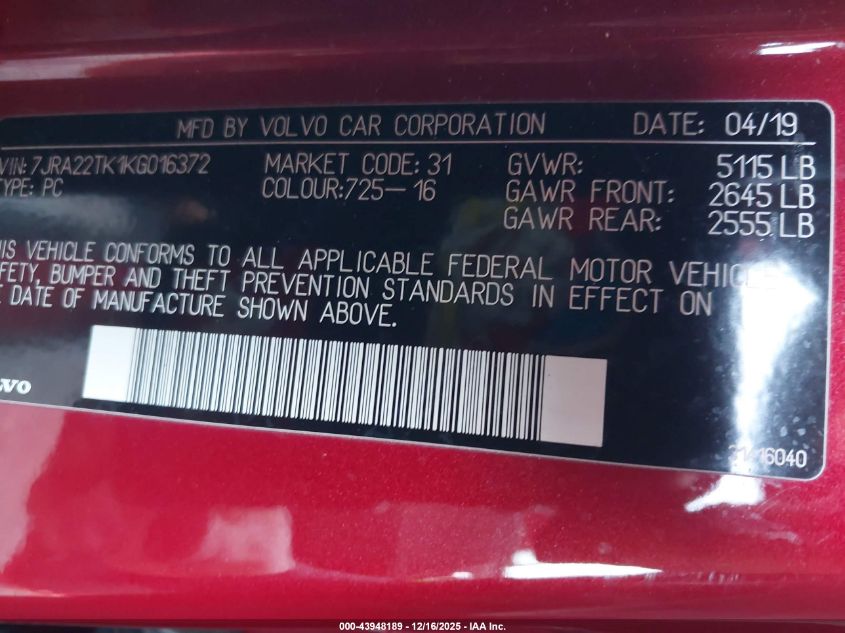 MFD BY VOLVO CAR CORPORATION DATE: 04/19
VIN: 7JRA22TK1KG016372 MARKET CODE: 31 GVWR: 5115 LB
TYPE: PC COLOUR:725-16 GAWR FRONT: 2645 LB
GAWR REAR: 2555 LB
HIS VEHICLE CONFORMS TO ALL APPLICABLE FEDERAL MOTOR VEHICLE
FETY, BUMPER AND THEFT PREVENTION STANDARDS IN EFFECT ON
E DATE OF MANUFACTURE SHOWN ABOVE.
LVO
000-43948189 - 12/16/2025 - IAA Inc.